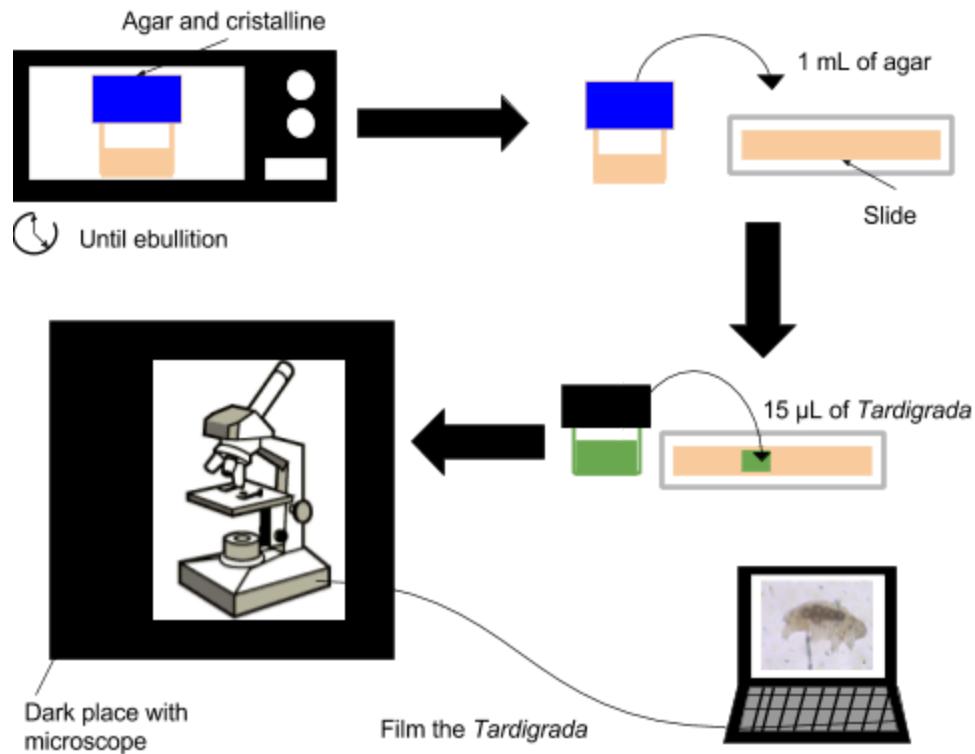 Agar and cristalline
1 mL of agar
Slide
Until ebullition
15 µL of Tardigrada
Dark place with
microscope
Film the Tardigrada